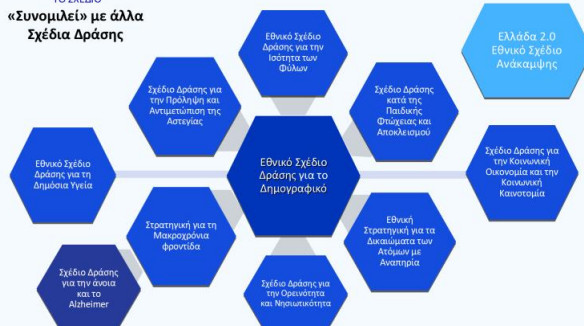 ΤΟ ΣΧΕΔΙΟ
«Συνομιλεί» με άλλα
Σχέδια Δράσης
Εθνικό Σχέδιο
Δράσης για την
Ισότητα των
Φύλων
Ελλάδα 2.0
Εθνικό Σχέδιο
Ανάκαμψης
Σχέδιο Δράσης για
την Πρόληψη και
Αντιμετώπιση της
Αστεγίας
Σχέδιο Δράσης
κατά της
Παιδικής
Φτώχειας και
Αποκλεισμού
Εθνικό Σχέδιο
Δράσης για τη
Δημόσια Υγεία
Εθνικό Σχέδιο
Δράσης για το
Δημογραφικό
Σχέδιο Δράσης για
την Κοινωνική
Οικονομία και την
Κοινωνική
Καινοτομία
Στρατηγική για τη
Μακροχρόνια
φροντίδα
Εθνική
Στρατηγική για τα
Δικαιώματα των
Ατόμων με
Αναπηρία
Σχέδιο Δράσης
για την άνοια
και το
Alzheimer
Σχέδιο Δράσης για
την Ορεινότητα
και Νησιωτικότητα